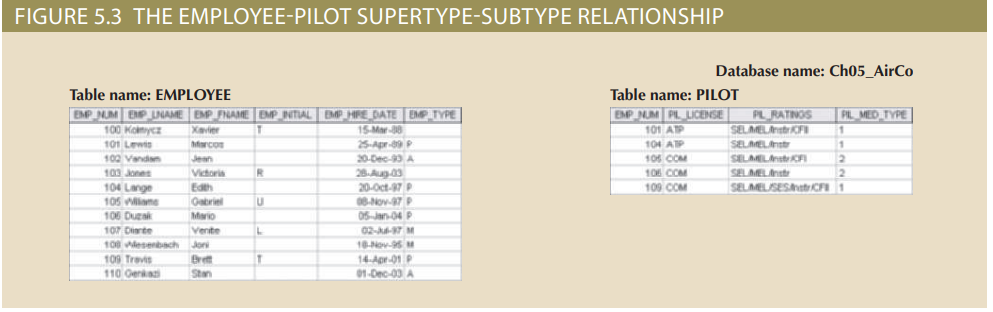 FIGURE 5.3 THE EMPLOYEE-PILOT SUPERTYPE-SUBTYPE RELATIONSHIP
Database name: Ch05_AirCo
Table name: EMPLOYEE
EMP_NUM EMP_LNAME EMP_FNAME EMP_INITIAL EMP_HIRE_DATE EMP_TYPE
100 Kolmycz Xavier T 15-Mar-88
101 Lewis Marcos 25-Apr-89 P
102 Vandam Jean 20-Dec-93 A
103 Jones Victoria R 28-Aug-03
104 Lange Edith 20-Oct-97 P
105 Williams Gabriel U 08-Nov-97 P
106 Duzak Mario 05-Jan-04 P
107 Diante Venite L 02-Jul-97 M
108 Wiesenbach Joni 18-Nov-95 M
109 Travis Brett T 14-Apr-01 P
110 Genkazi Stan 01-Dec-03 A
Table name: PILOT
EMP_NUM PIL_LICENSE PIL_RATINGS PIL_MED_TYPE
101 ATP SEL/MEL/Instr/CFII 1
104 ATP SEL/MEL/Instr 1
105 COM SEL/MEL/Instr/CFI 2
106 COM SEL/MEL/Instr 2
109 COM SEL/MEL/SES/Instr/CFII 1